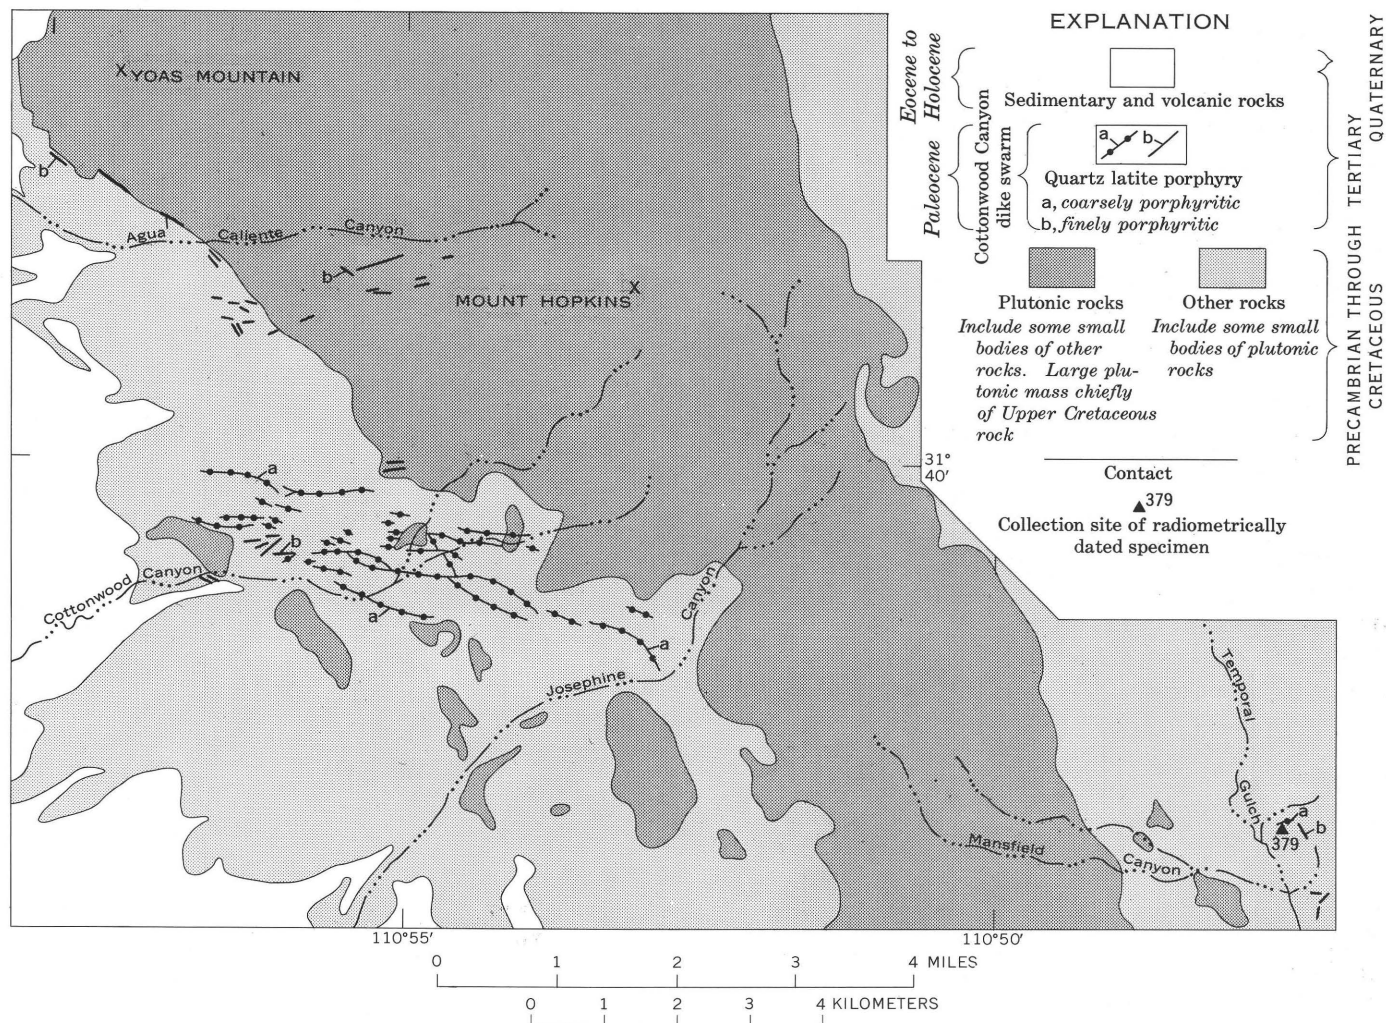 X YOAS MOUNTAIN
b
Agua Caliente Canyon
b
MOUNT HOPKINS X
a
b
Cottonwood Canyon
a
a
Josephine Canyon
Mansfield Canyon
Temporal Gulch
a
b
379
31°
40′
110°55′
110°50′
0 1 2 3 4 MILES
0 1 2 3 4 KILOMETERS
EXPLANATION
Eocene to
Holocene
Sedimentary and volcanic rocks
Paleocene
Cottonwood Canyon
dike swarm
a
b
Quartz latite porphyry
a, coarsely porphyritic
b, finely porphyritic
Plutonic rocks
Include some small
bodies of other
rocks. Large plu-
tonic mass chiefly
of Upper Cretaceous
rock
Other rocks
Include some small
bodies of plutonic
rocks
Contact
379
Collection site of radiometrically
dated specimen
TERTIARY
QUATERNARY
PRECAMBRIAN THROUGH
CRETACEOUS